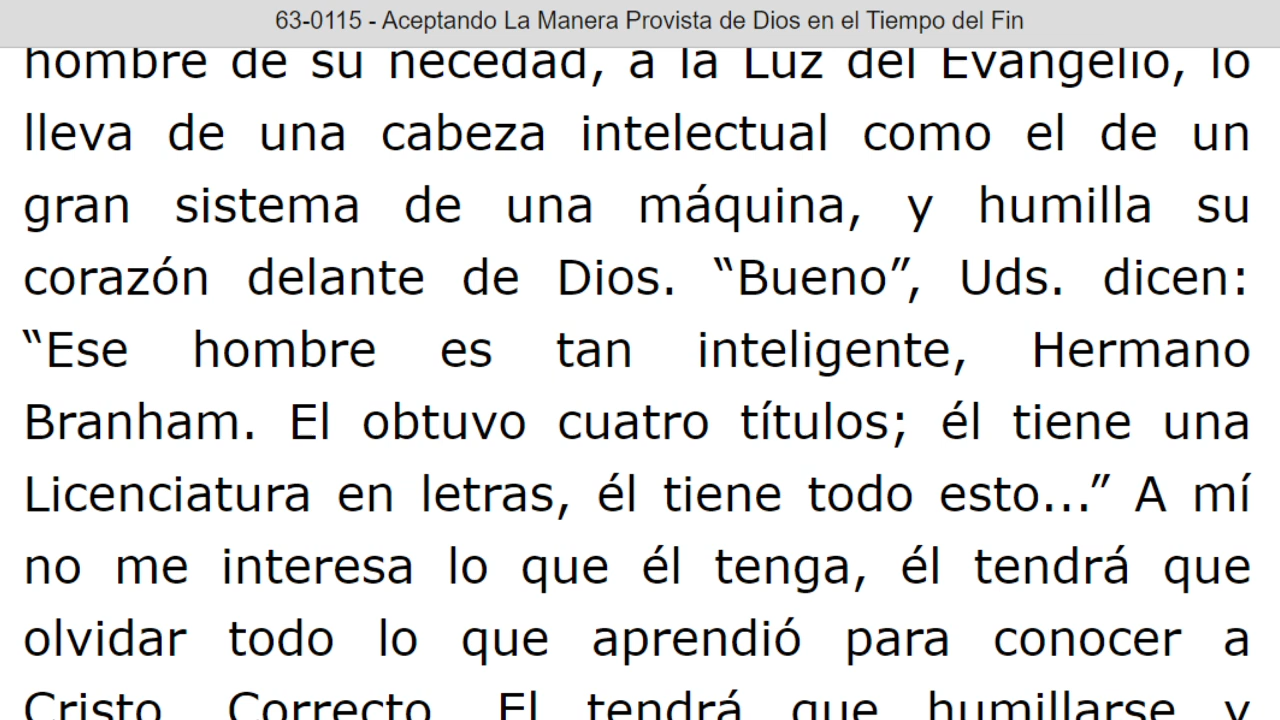 63-0115 - Aceptando La Manera Provista de Dios en el Tiempo del Fin
hombre de su necedad, a la Luz del Evangelio, lo
lleva de una cabeza intelectual como el de un
gran sistema de una máquina, y humilla su
corazón delante de Dios. “Bueno”, Uds. dicen:
“Ese hombre es tan inteligente, Hermano
Branham. El obtuvo cuatro títulos; él tiene una
Licenciatura en letras, él tiene todo esto...” A mí
no me interesa lo que él tenga, él tendrá que
olvidar todo lo que aprendió para conocer a
Cristo. Correcto. El tendrá que humillarse y